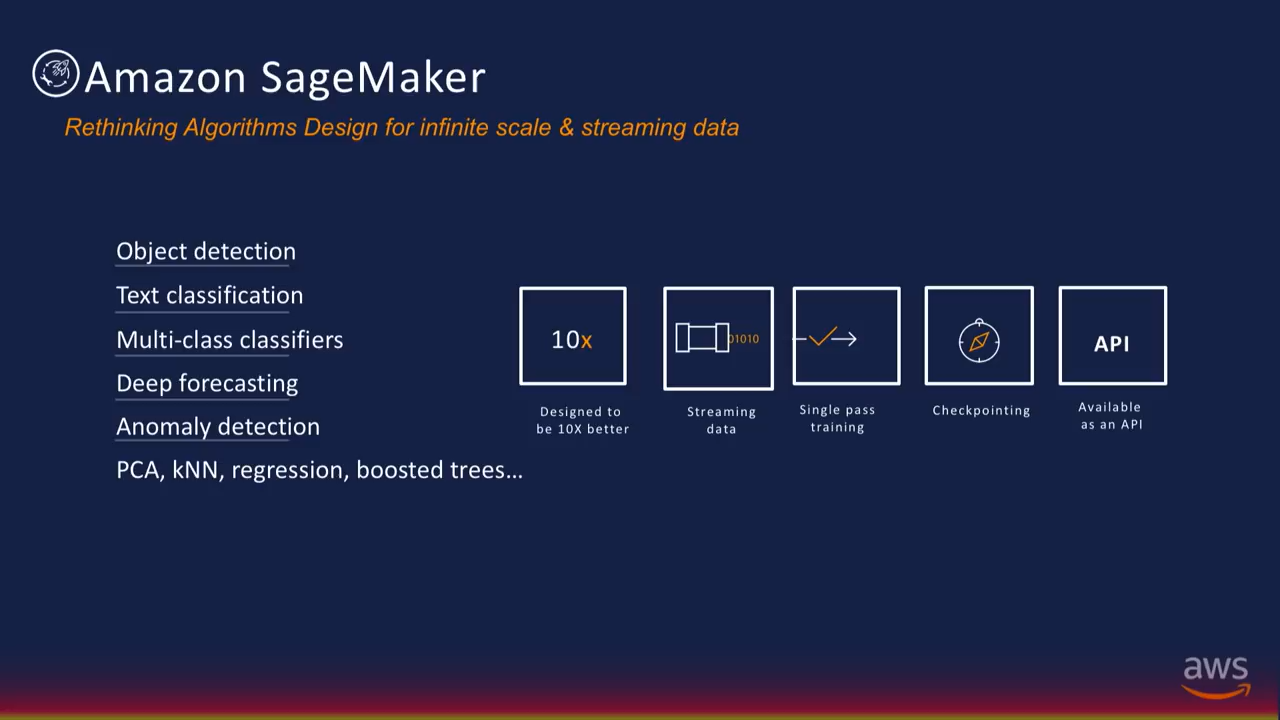 Amazon SageMaker
Rethinking Algorithms Design for infinite scale & streaming data
Object detection
Text classification
Multi-class classifiers
Deep forecasting
Anomaly detection
PCA, kNN, regression, boosted trees…
10x
Designed to
be 10X better
01010
Streaming
data
Single pass
training
Checkpointing
API
Available
as an API
aws